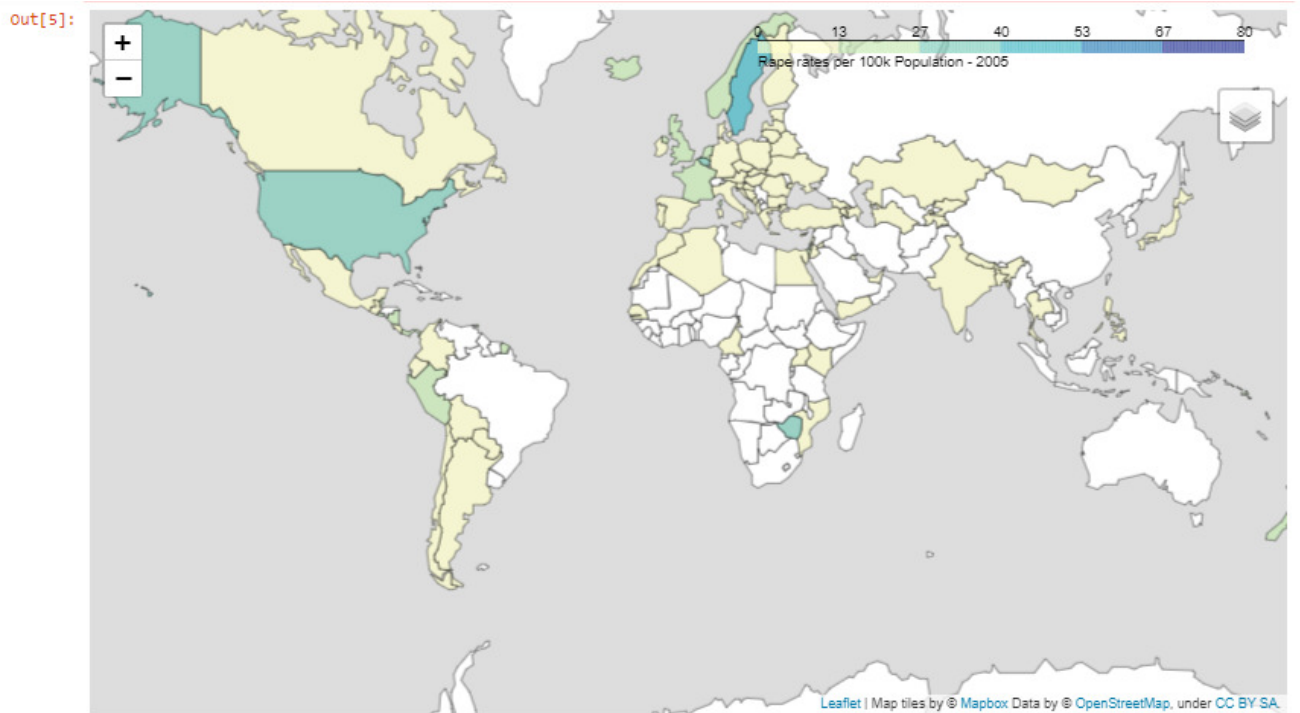 Out[5]:
+
−
0 13 27 40 53 67 80
Rape rates per 100k Population - 2005
Leaflet | Map tiles by © Mapbox Data by © OpenStreetMap, under CC BY SA.